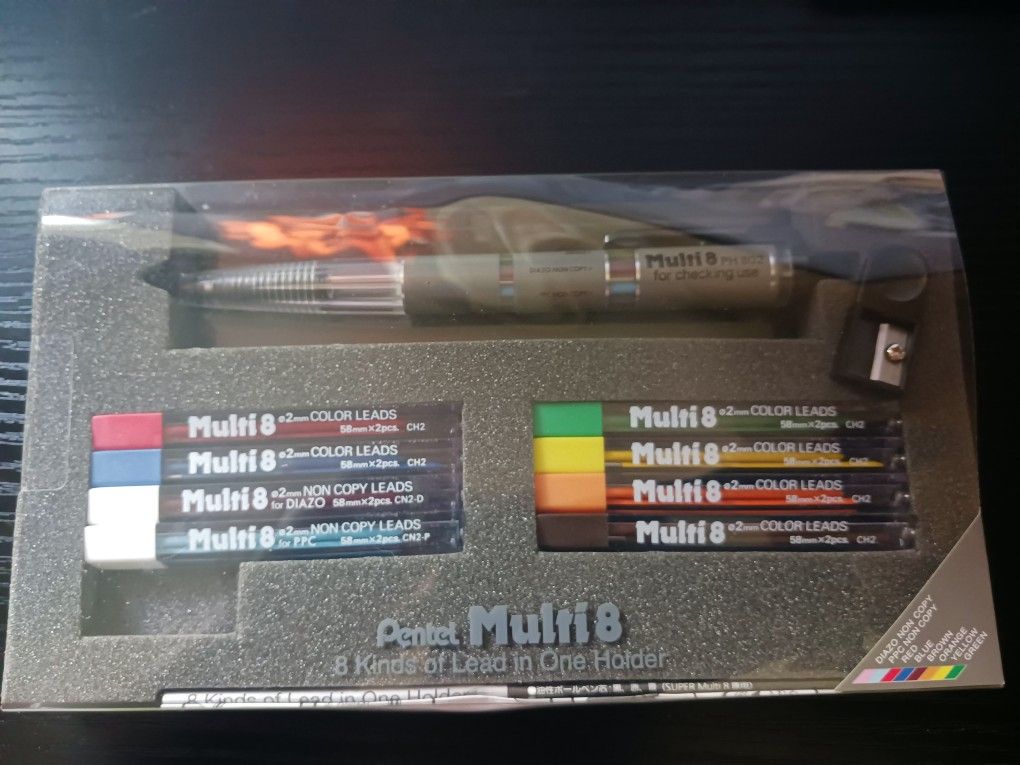 Multi 8 PH 802
for checking use
DIAZO NON COPY
Multi 8 ø2mm COLOR LEADS
58mm×2pcs. CH2
Multi 8 ø2mm COLOR LEADS
58mm×2pcs. CH2
Multi 8 ø2mm NON COPY LEADS
for DIAZO 58mm×2pcs. CN2-D
Multi 8 ø2mm NON COPY LEADS
for PPC 58mm×2pcs. CN2-P
Multi 8 ø2mm COLOR LEADS
58mm×2pcs. CH2
Multi 8 ø2mm COLOR LEADS
58mm×2pcs. CH2
Multi 8 ø2mm COLOR LEADS
58mm×2pcs. CH2
Multi 8 ø2mm COLOR LEADS
58mm×2pcs. CH2
Pentel Multi 8
8 Kinds of Lead in One Holder
DIAZO NON COPY
PPC NON COPY
RED
BLUE
BROWN
ORANGE
YELLOW
GREEN
8 Kinds of Lead in One Holder
(SUPER Multi 8